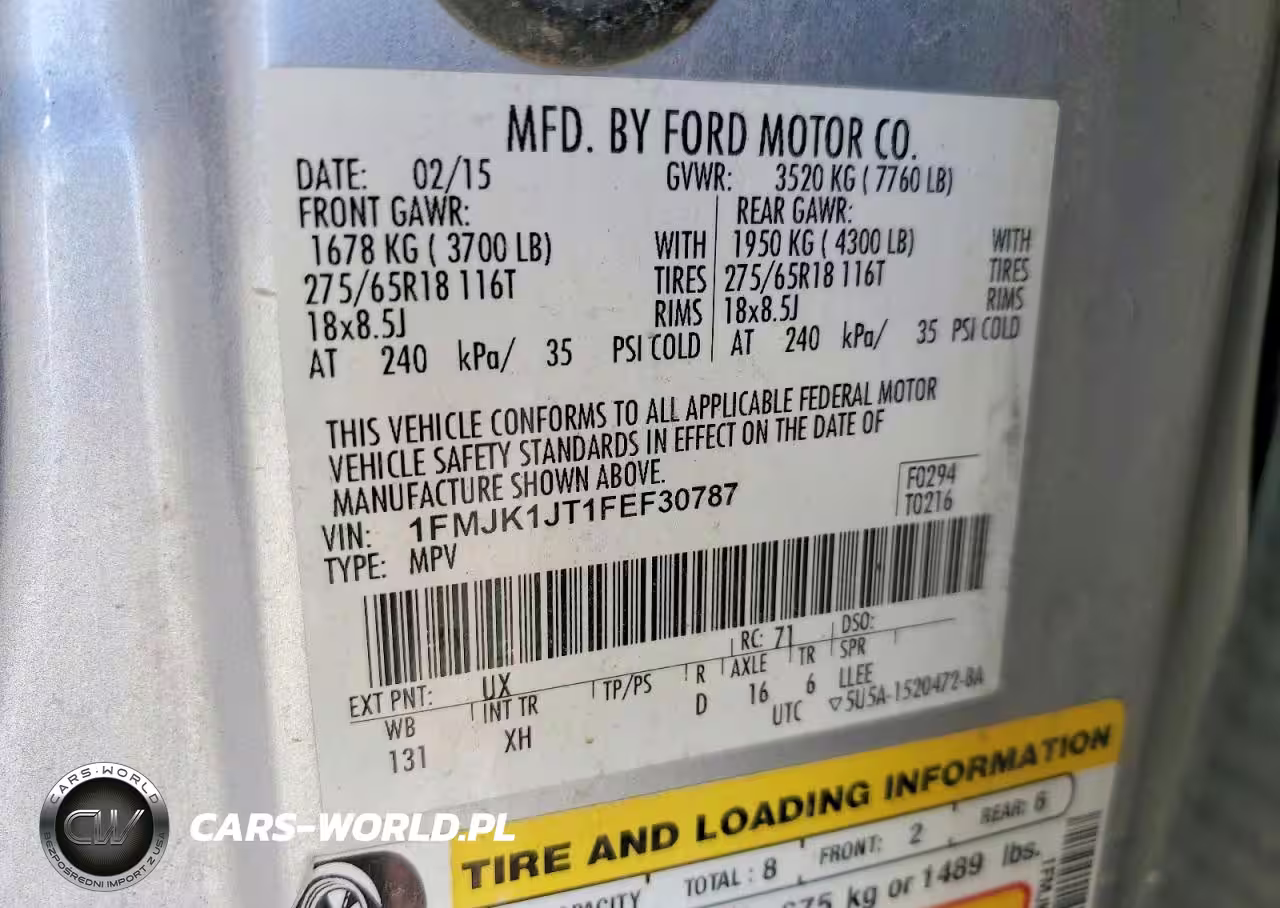 MFD. BY FORD MOTOR CO.
DATE: 02/15 GVWR: 3520 KG ( 7760 LB)
FRONT GAWR: REAR GAWR:
1678 KG ( 3700 LB) WITH 1950 KG ( 4300 LB) WITH
275/65R18 116T TIRES 275/65R18 116T TIRES
18x8.5J RIMS 18x8.5J RIMS
AT 240 kPa/ 35 PSI COLD AT 240 kPa/ 35 PSI COLD
THIS VEHICLE CONFORMS TO ALL APPLICABLE FEDERAL MOTOR
VEHICLE SAFETY STANDARDS IN EFFECT ON THE DATE OF
MANUFACTURE SHOWN ABOVE.
F0294
T0216
VIN: 1FMJK1JT1FEF30787
TYPE: MPV
EXT PNT: UX RC: 71 DSO:
WB INT TR TP/PS R AXLE TR SPR
131 XH D 16 6 LLEE
UTC ▽5U5A-1520472-BA
TIRE AND LOADING INFORMATION
TOTAL : 8 FRONT: 2 REAR: 6
kg or 1489 lbs.
CARS-WORLD
CW
BEZPOŚREDNI IMPORT Z USA
CARS-WORLD.PL